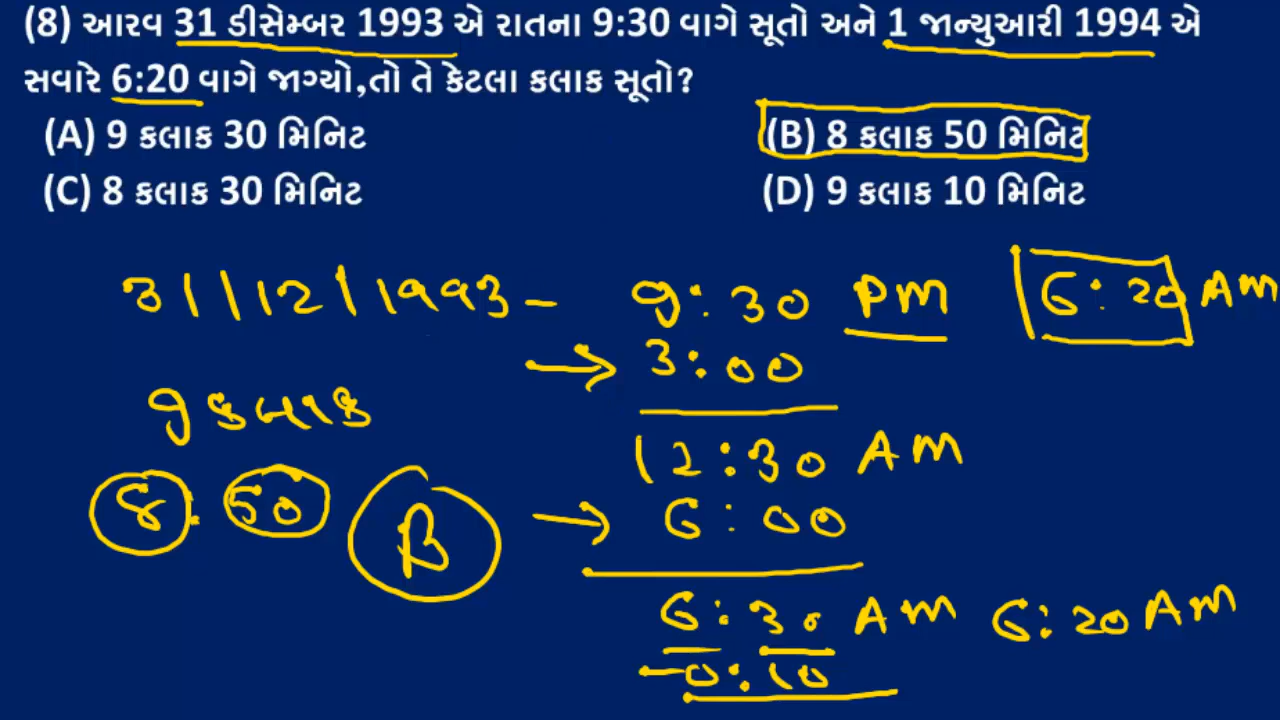 (8) આરવ 31 ડીસેમ્બર 1993 એ રાતના 9:30 વાગે સૂતો અને 1 જાન્યુઆરી 1994 એ
સવારે 6:20 વાગે જાગ્યો,તો તે કેટલા કલાક સૂતો?
(A) 9 કલાક 30 મિનિટ (B) 8 કલાક 50 મિનિટ
(C) 8 કલાક 30 મિનિટ (D) 9 કલાક 10 મિનિટ
31/12/1993 - 9:30 PM 6:20 AM
→ 3:00
9 કલાક
12:30 AM
8:50 B → 6:00
6:30 AM 6:20 AM
-0:10